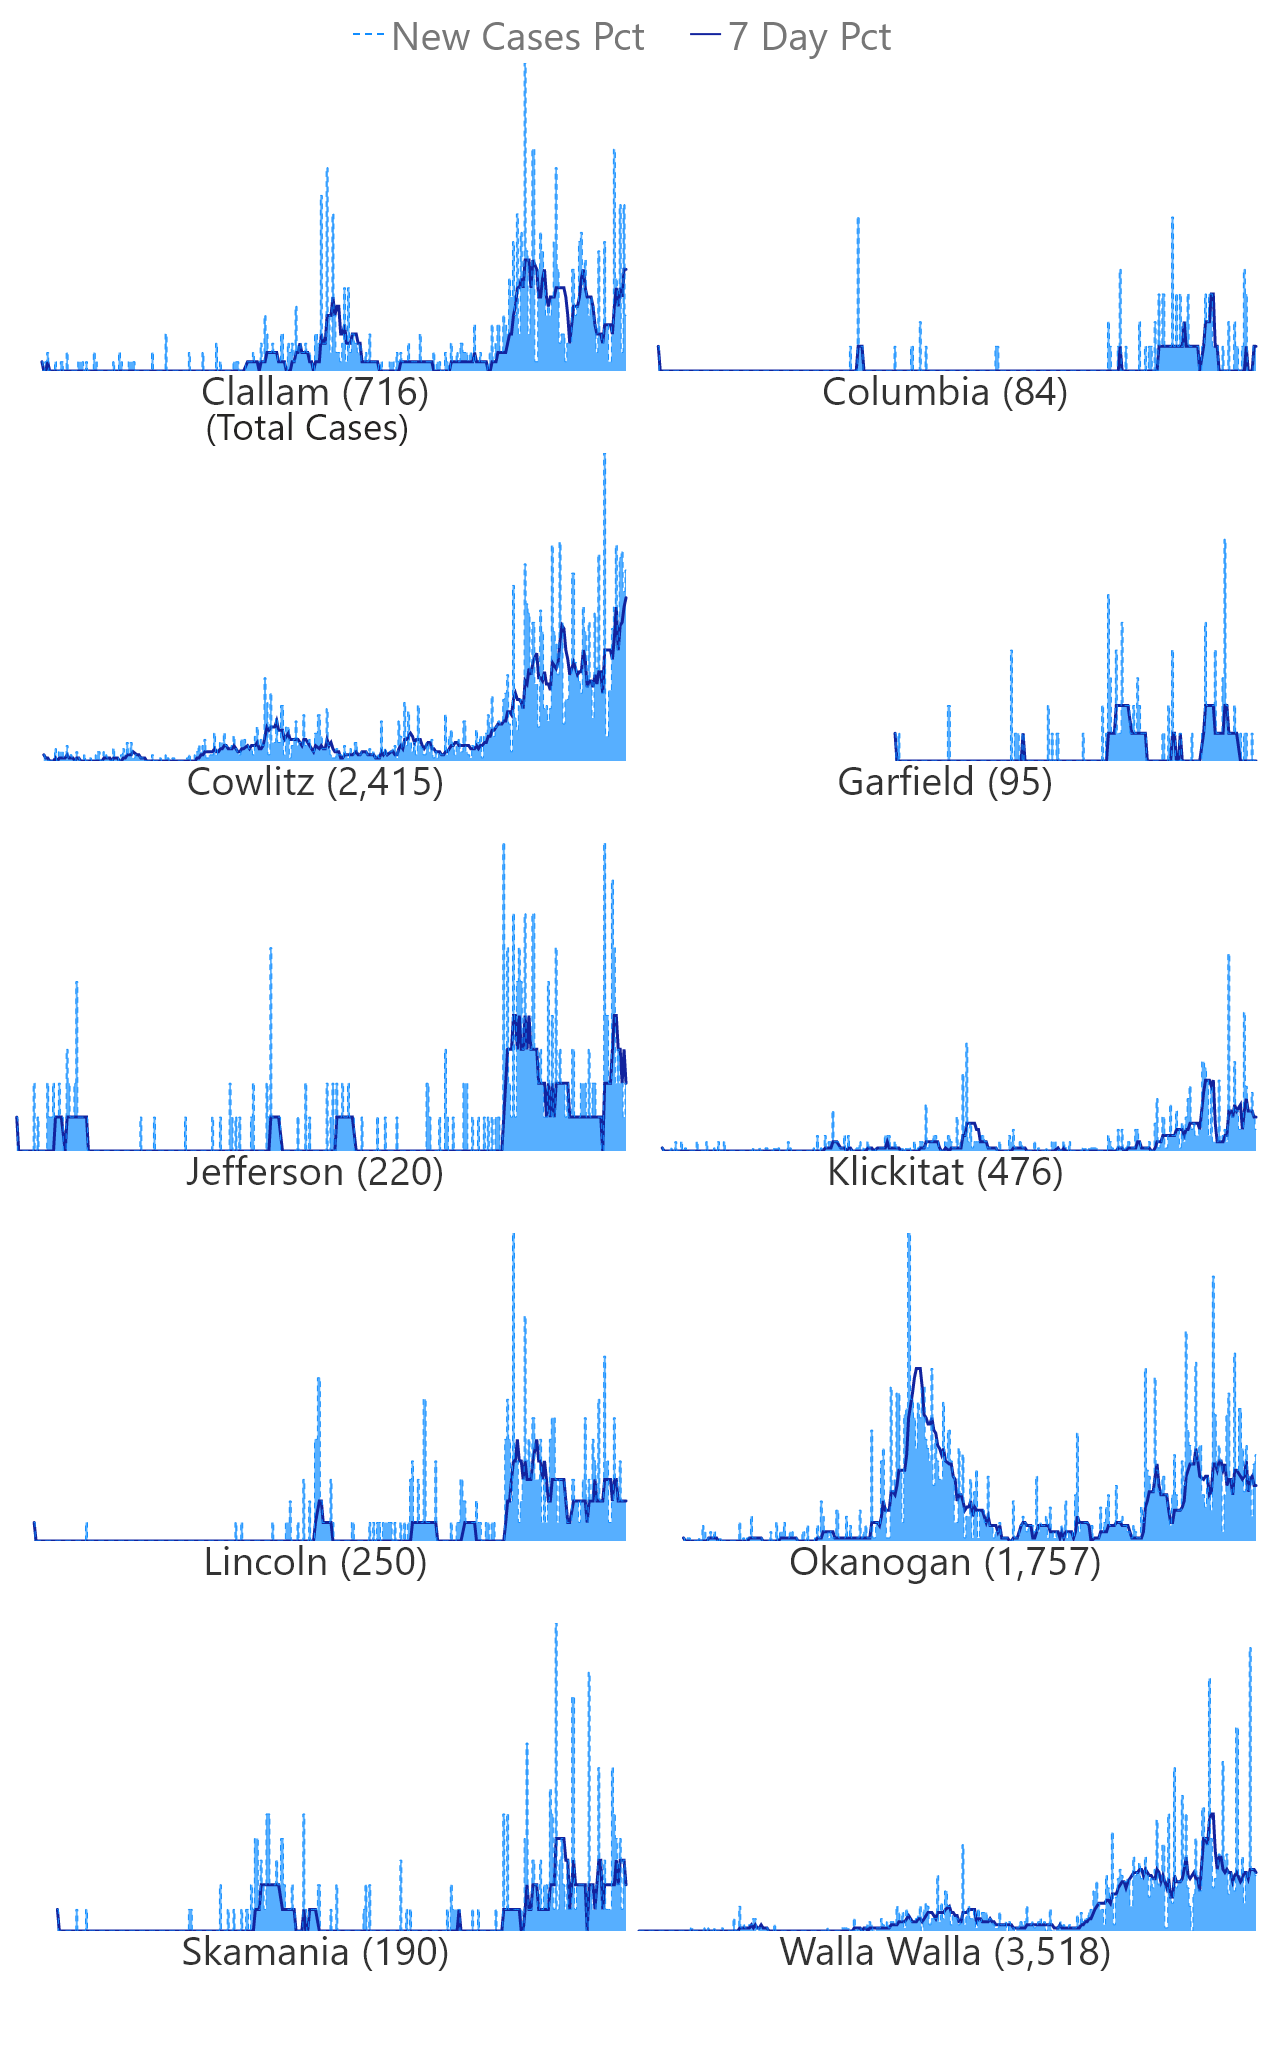 New Cases Pct 7 Day Pct
Clallam (716)
(Total Cases)
Columbia (84)
Cowlitz (2,415)
Garfield (95)
Jefferson (220)
Klickitat (476)
Lincoln (250)
Okanogan (1,757)
Skamania (190)
Walla Walla (3,518)